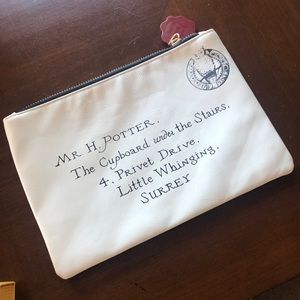 MR H. POTTER.
The Cupboard under the Stairs,
4. PRIVET DRIVE.
Little Whinging,
SURREY